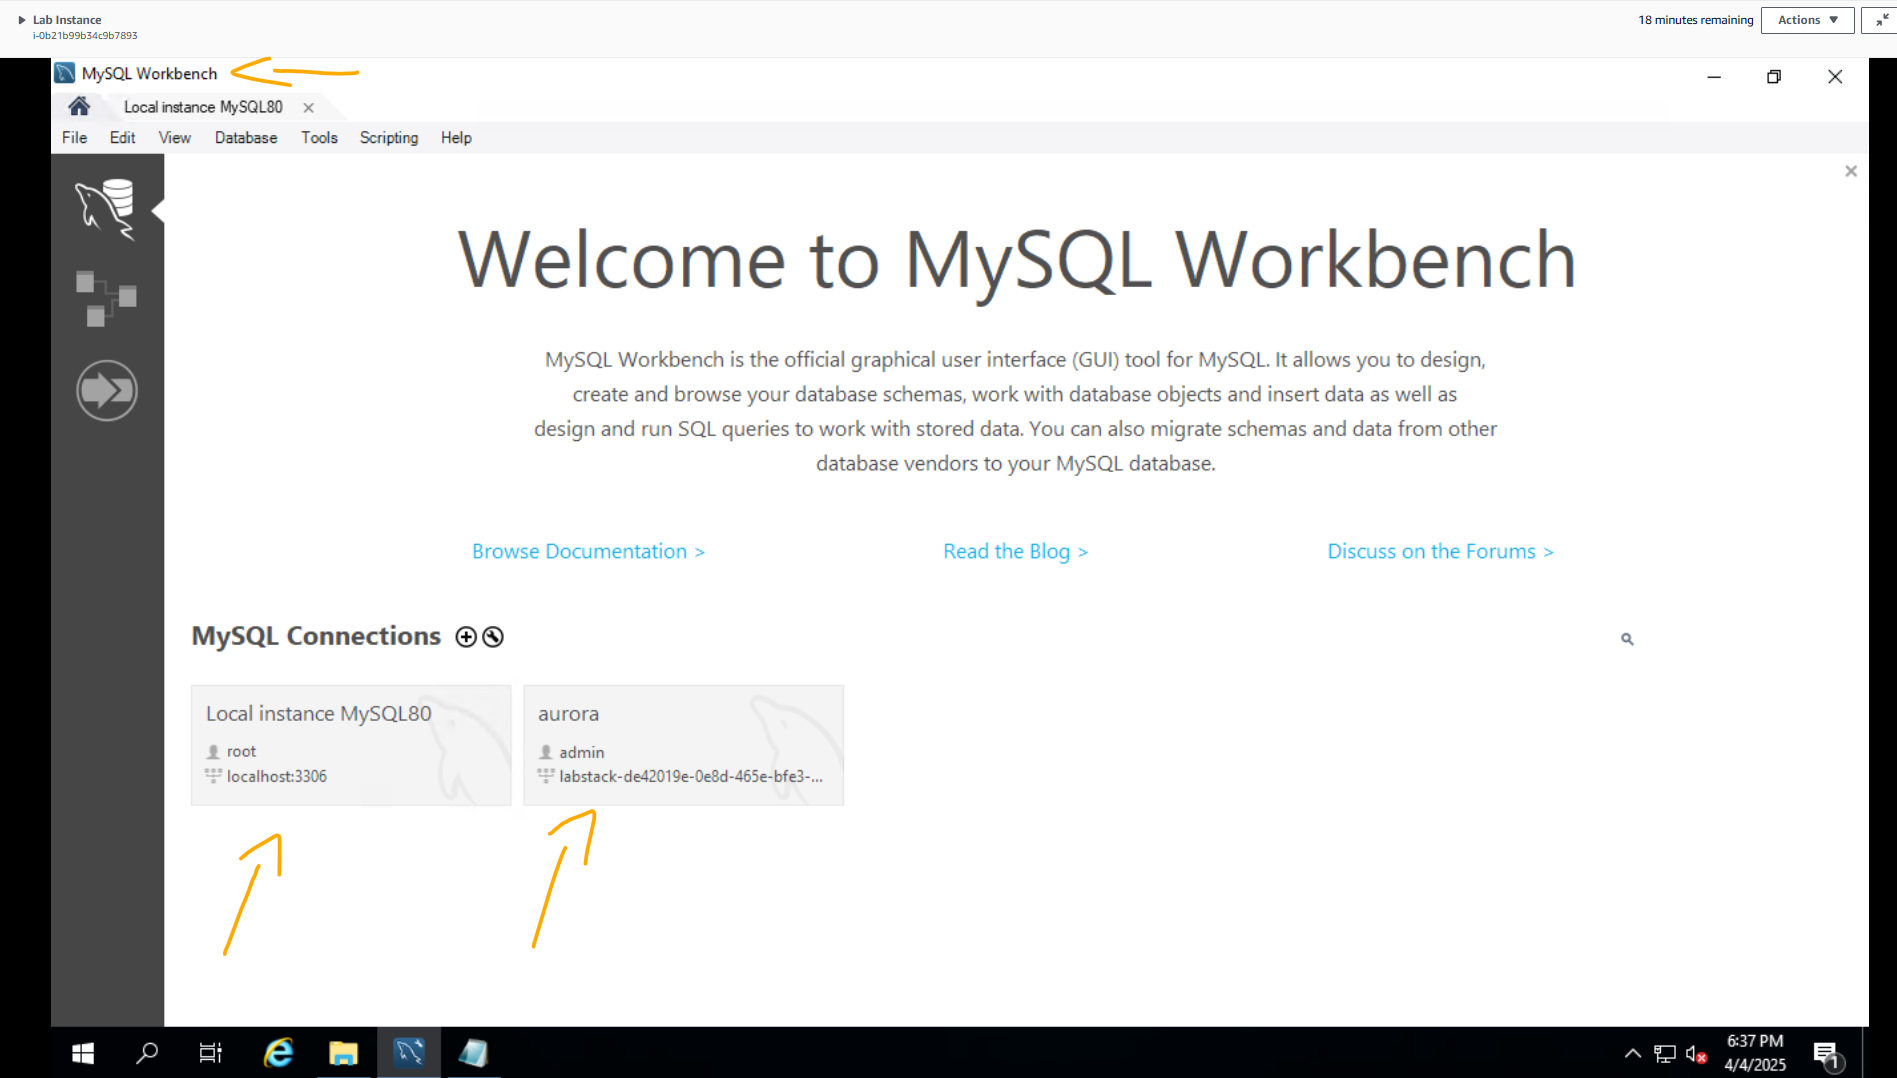 Lab Instance
i-0b21b99b34c9b7893
18 minutes remaining
Actions
MySQL Workbench
Local instance MySQL80
File Edit View Database Tools Scripting Help
Welcome to MySQL Workbench
MySQL Workbench is the official graphical user interface (GUI) tool for MySQL. It allows you to design,
create and browse your database schemas, work with database objects and insert data as well as
design and run SQL queries to work with stored data. You can also migrate schemas and data from other
database vendors to your MySQL database.
Browse Documentation > Read the Blog > Discuss on the Forums >
MySQL Connections
Local instance MySQL80
root
localhost:3306
aurora
admin
labstack-de42019e-0e8d-465e-bfe3-...
6:37 PM
4/4/2025
1